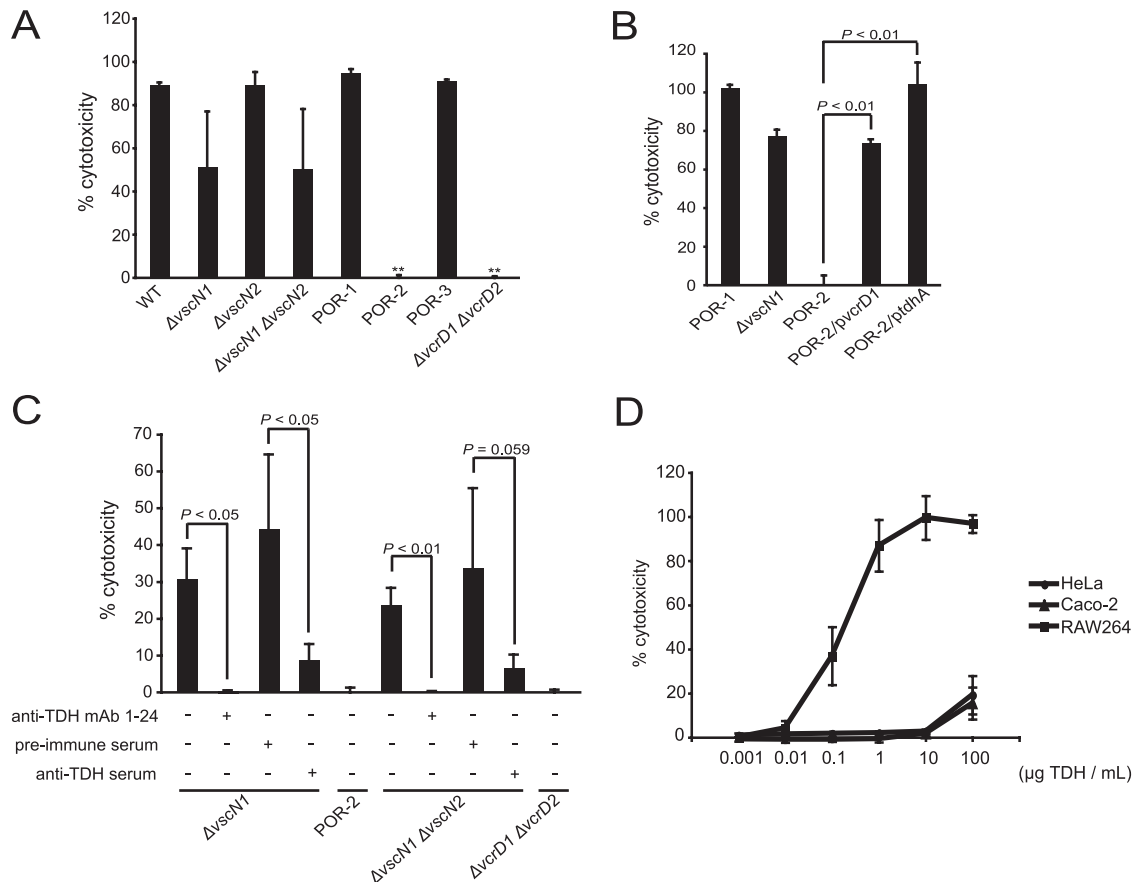 A
120
100
80
60
40
20
0
% cytotoxicity
WT
ΔvscN1
ΔvscN2
ΔvscN1 ΔvscN2
POR-1
**
POR-2
POR-3
**
ΔvcrD1 ΔvcrD2
B
P < 0.01
P < 0.01
120
100
80
60
40
20
0
% cytotoxicity
POR-1
ΔvscN1
POR-2
POR-2/pvcrD1
POR-2/ptdhA
C
P < 0.05
P = 0.059
P < 0.05
P < 0.01
70
60
50
40
30
20
10
0
% cytotoxicity
anti-TDH mAb 1-24 - + - - - - + - - -
pre-immune serum - - + - - - - + - -
anti-TDH serum - - - + - - - - + -
ΔvscN1
POR-2
ΔvscN1 ΔvscN2
ΔvcrD1 ΔvcrD2
D
120
100
80
60
40
20
0
% cytotoxicity
HeLa
Caco-2
RAW264
0.001 0.01 0.1 1 10 100
(µg TDH / mL)